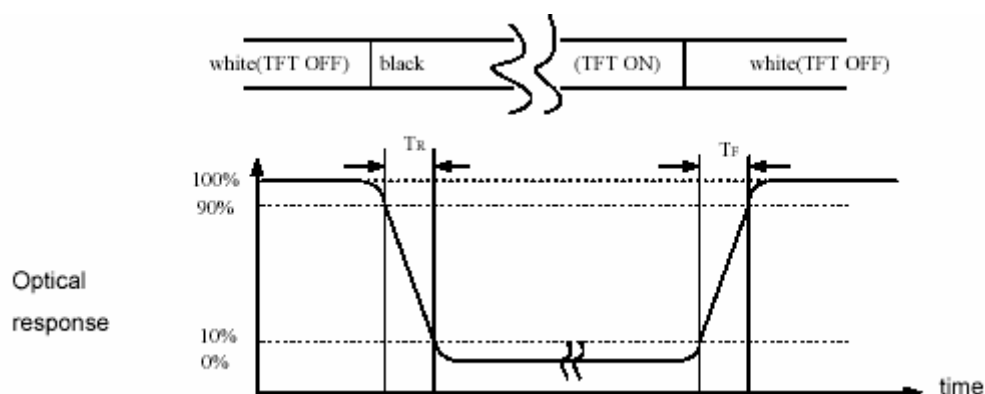 white(TFT OFF) black (TFT ON) white(TFT OFF)
TR TF
100%
90%
Optical
response
10%
0%
time